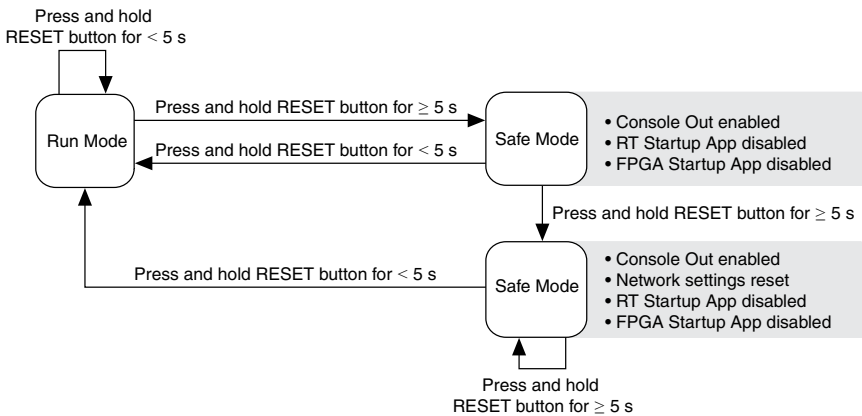 Press and hold
RESET button for < 5 s
Run Mode
Press and hold RESET button for ≥ 5 s
Press and hold RESET button for < 5 s
Safe Mode
• Console Out enabled
• RT Startup App disabled
• FPGA Startup App disabled
Press and hold RESET button for ≥ 5 s
Press and hold RESET button for < 5 s
Safe Mode
• Console Out enabled
• Network settings reset
• RT Startup App disabled
• FPGA Startup App disabled
Press and hold
RESET button for ≥ 5 s